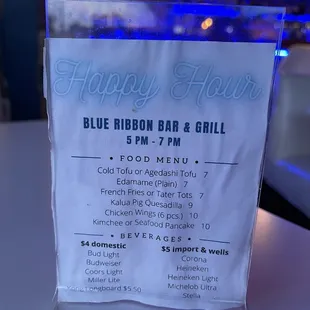 Happy Hour
BLUE RIBBON BAR & GRILL
5 PM - 7 PM
• FOOD MENU •
Cold Tofu or Agedashi Tofu 7
Edamame (Plain) 7
French Fries or Tater Tots 7
Kalua Pig Quesadilla 9
Chicken Wings (6 pcs.) 10
Kimchee or Seafood Pancake 10
• BEVERAGES •
$4 domestic
Bud Light
Budweiser
Coors Light
Miller Lite
Longboard $5.50
$5 import & wells
Corona
Heineken
Heineken Light
Michelob Ultra
Stella